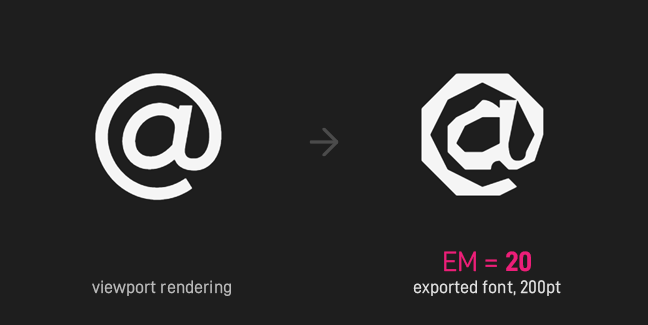 @ → @
EM = 20
viewport rendering
exported font, 200pt